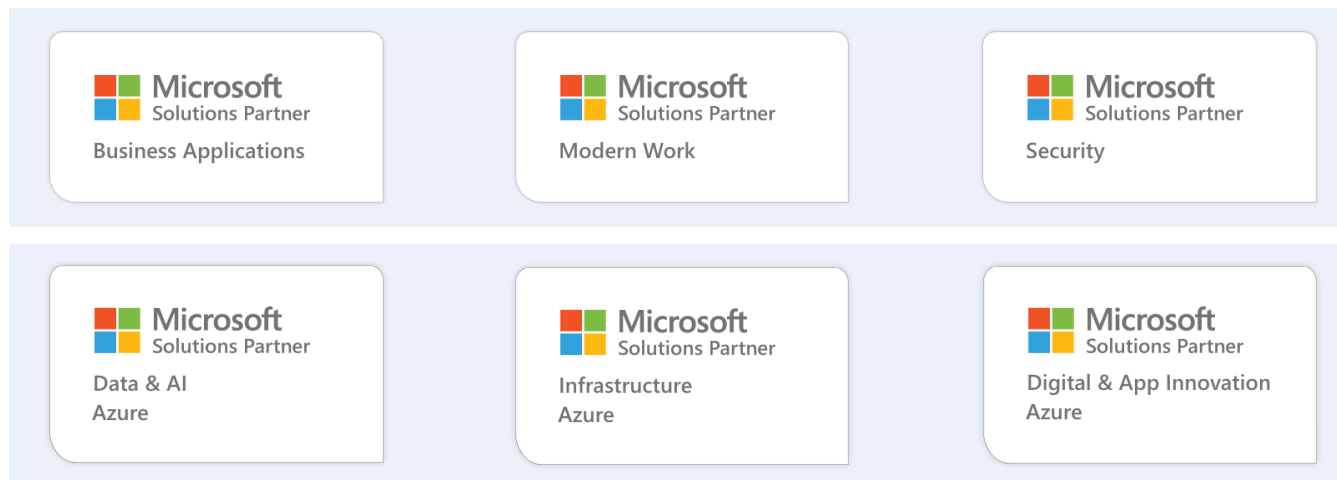 Microsoft
Solutions Partner
Business Applications
Microsoft
Solutions Partner
Modern Work
Microsoft
Solutions Partner
Security
Microsoft
Solutions Partner
Data & AI
Azure
Microsoft
Solutions Partner
Infrastructure
Azure
Microsoft
Solutions Partner
Digital & App Innovation
Azure